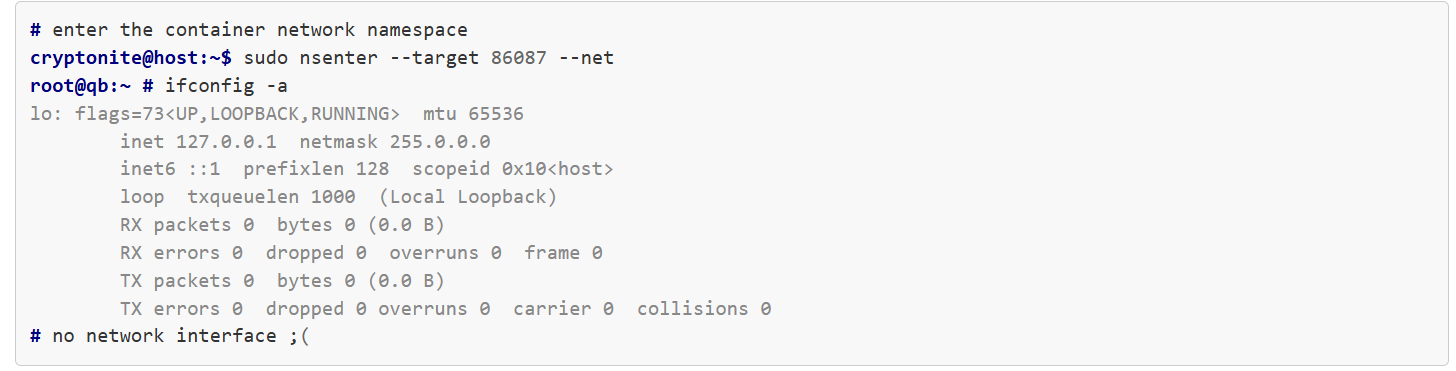 # enter the container network namespace
cryptonite@host:~$ sudo nsenter --target 86087 --net
root@qb:~ # ifconfig -a
lo: flags=73<UP,LOOPBACK,RUNNING>  mtu 65536
        inet 127.0.0.1  netmask 255.0.0.0
        inet6 ::1  prefixlen 128  scopeid 0x10<host>
        loop  txqueuelen 1000  (Local Loopback)
        RX packets 0  bytes 0 (0.0 B)
        RX errors 0  dropped 0  overruns 0  frame 0
        TX packets 0  bytes 0 (0.0 B)
        TX errors 0  dropped 0 overruns 0  carrier 0  collisions 0
# no network interface ;(